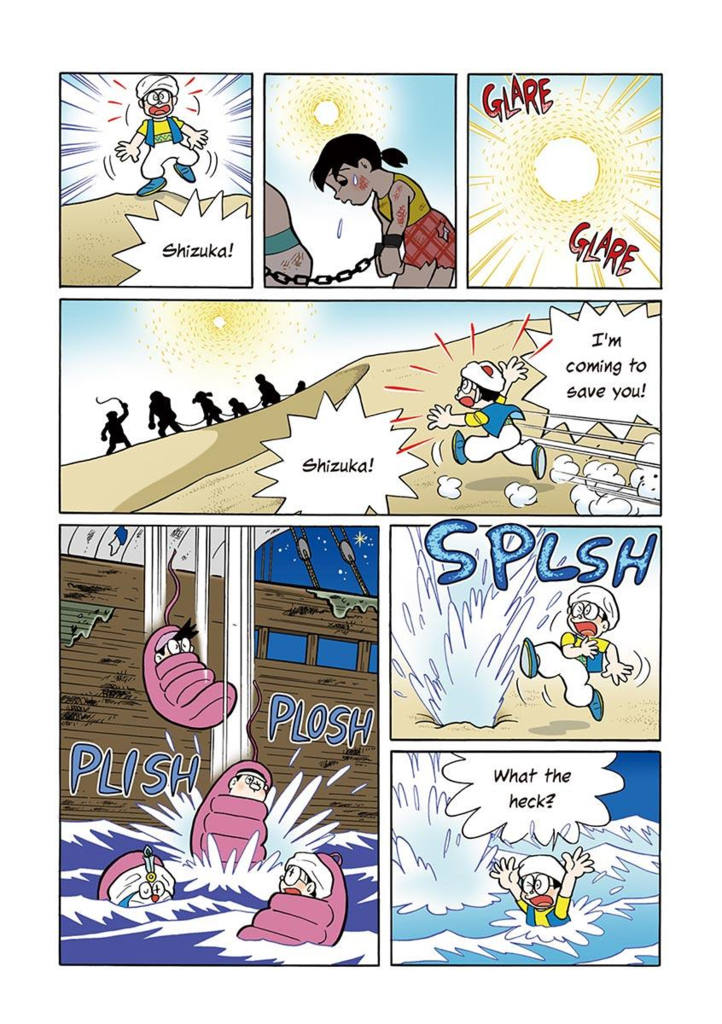 Shizuka!
GLARE
GLARE
I'm
coming to
save you!
Shizuka!
PLISH
PLOSH
SPLSH
What the
heck?